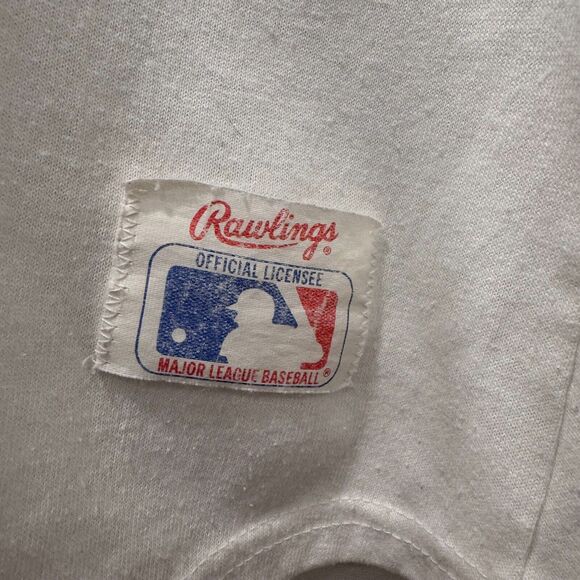 Rawlings®
OFFICIAL LICENSEE
MAJOR LEAGUE BASEBALL®